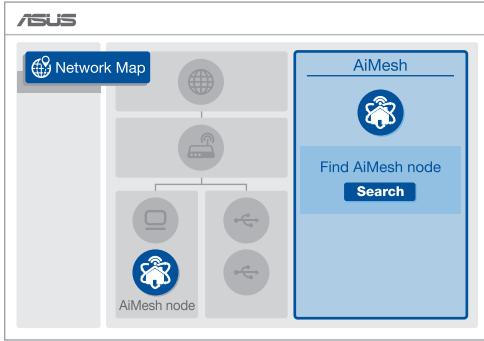 ASUS
Network Map
AiMesh
Find AiMesh node
Search
AiMesh node